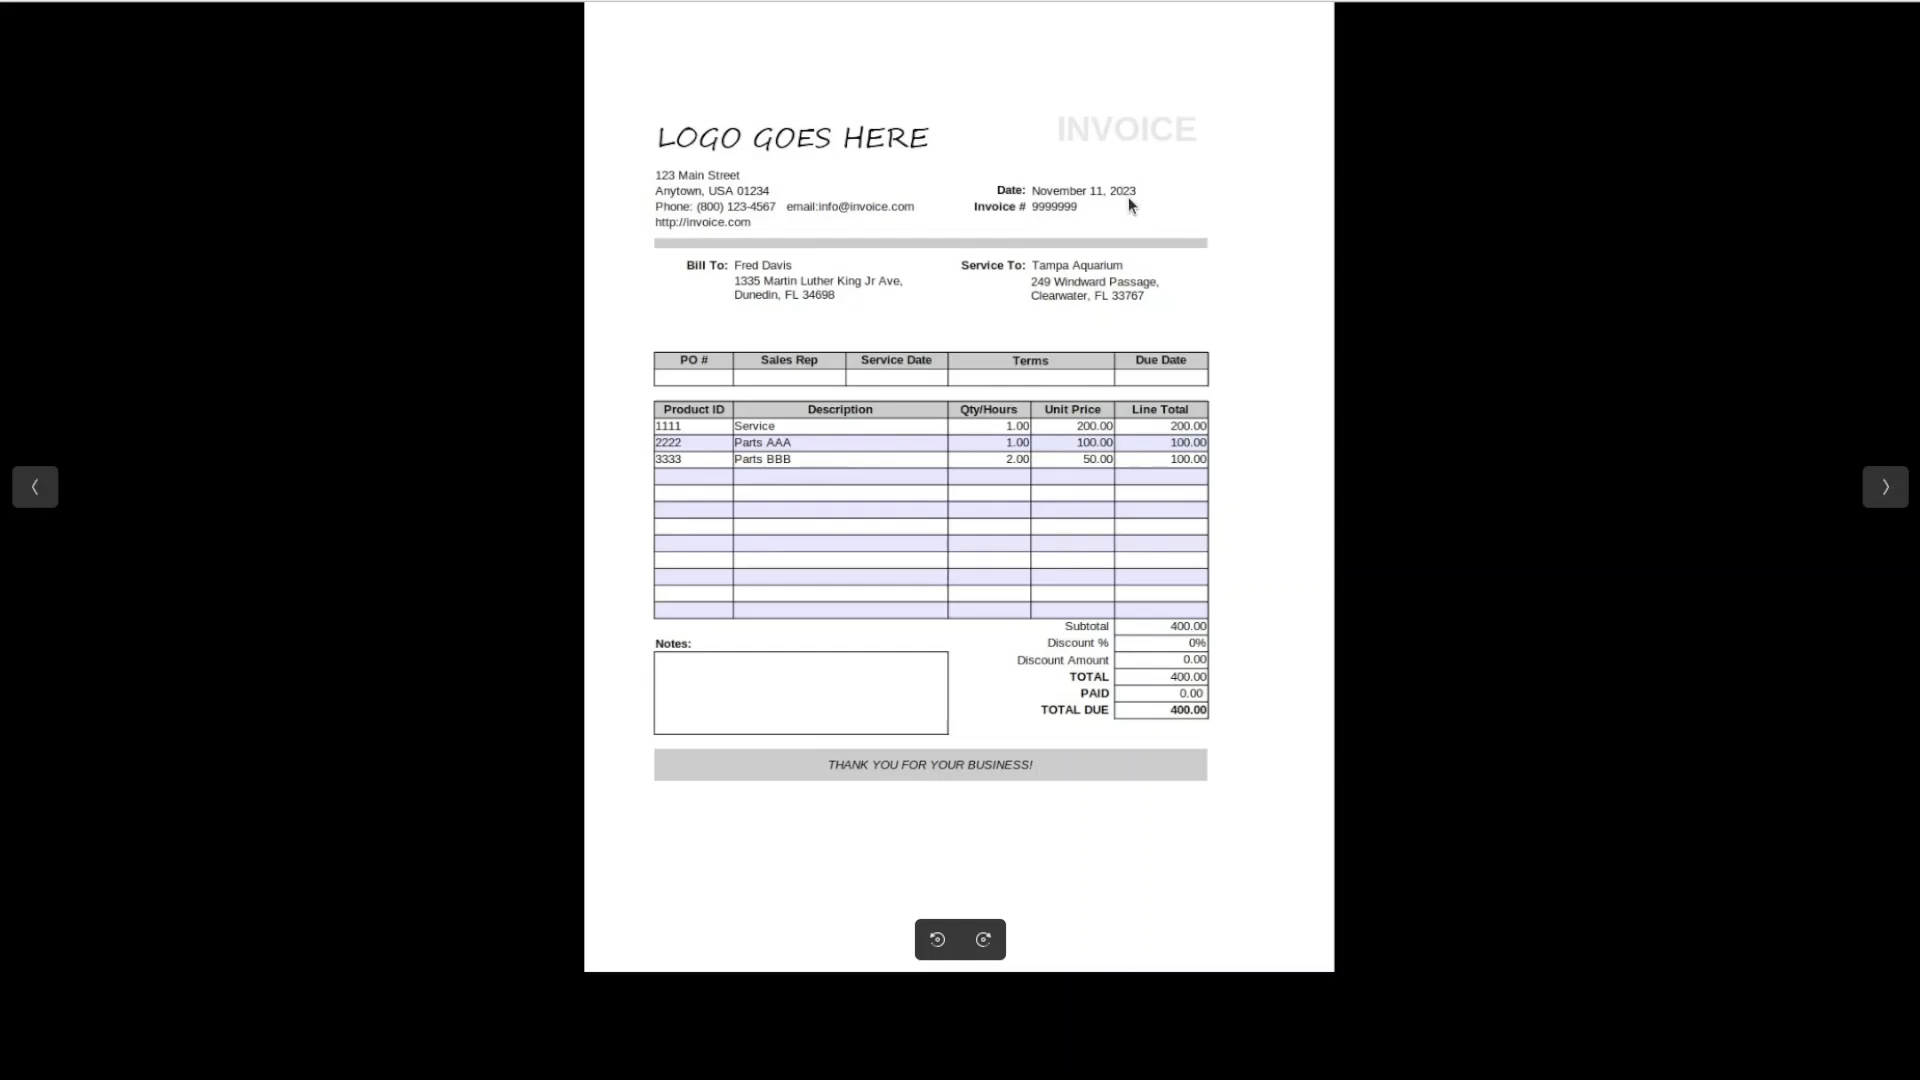 INVOICE
LOGO GOES HERE
123 Main Street
Anytown, USA 01234
Date: November 11, 2023
Phone: (800) 123-4567 email:info@invoice.com
Invoice # 9999999
http://invoice.com
Bill To: Fred Davis
1335 Martin Luther King Jr Ave,
Dunedin, FL 34698
Service To: Tampa Aquarium
249 Windward Passage,
Clearwater, FL 33767
PO # Sales Rep Service Date Terms Due Date
Product ID Description Qty/Hours Unit Price Line Total
1111 Service 1.00 200.00 200.00
2222 Parts AAA 1.00 100.00 100.00
3333 Parts BBB 2.00 50.00 100.00
Subtotal 400.00
Discount % 0%
Discount Amount 0.00
TOTAL 400.00
PAID 0.00
TOTAL DUE 400.00
Notes:
THANK YOU FOR YOUR BUSINESS!